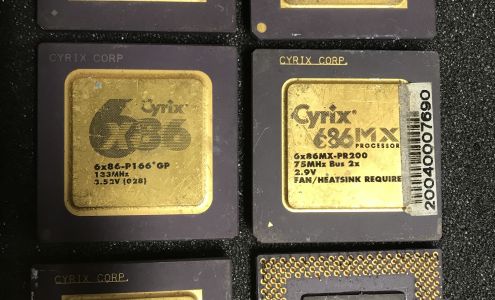 CYRIX CORP
Cyrix
6x86
6x86-P166+GP
133MHz
3.52V (028)
CYRIX CORP.
Cyrix
686MX
PROCESSOR
6x86MX-PR200
75MHz Bus 2x
2.9V
FAN/HEATSINK REQUIRE
20040007690
CYRIX CORP.